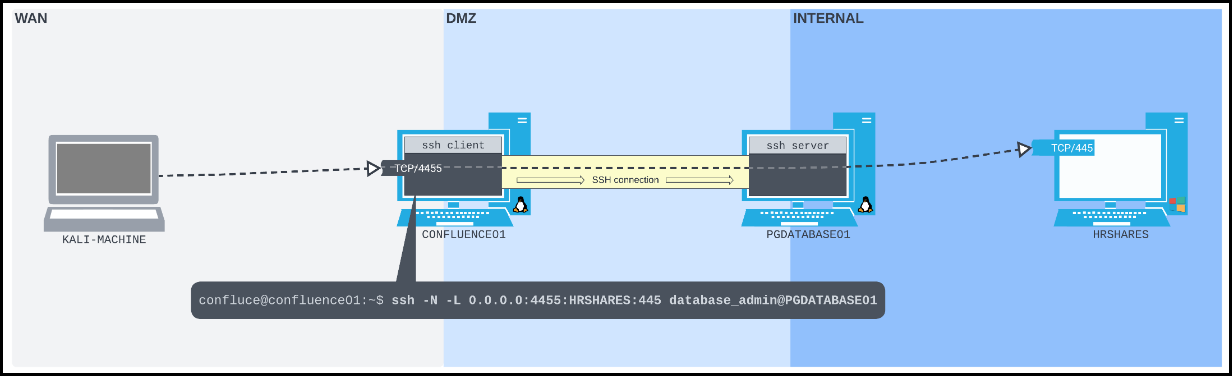 WAN
DMZ
INTERNAL
ssh client
ssh server
TCP/4455
TCP/445
SSH connection
KALI-MACHINE
CONFLUENCE01
PGDATABASE01
HRSHARES
confluce@confluence01:~$ ssh -N -L 0.0.0.0:4455:HRSHARES:445 database_admin@PGDATABASE01